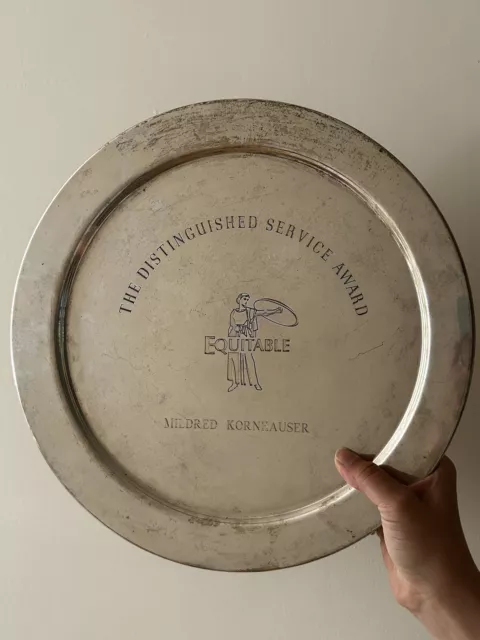 THE DISTINGUISHED SERVICE AWARD
EQUITABLE
MILDRED KORNHAUSER